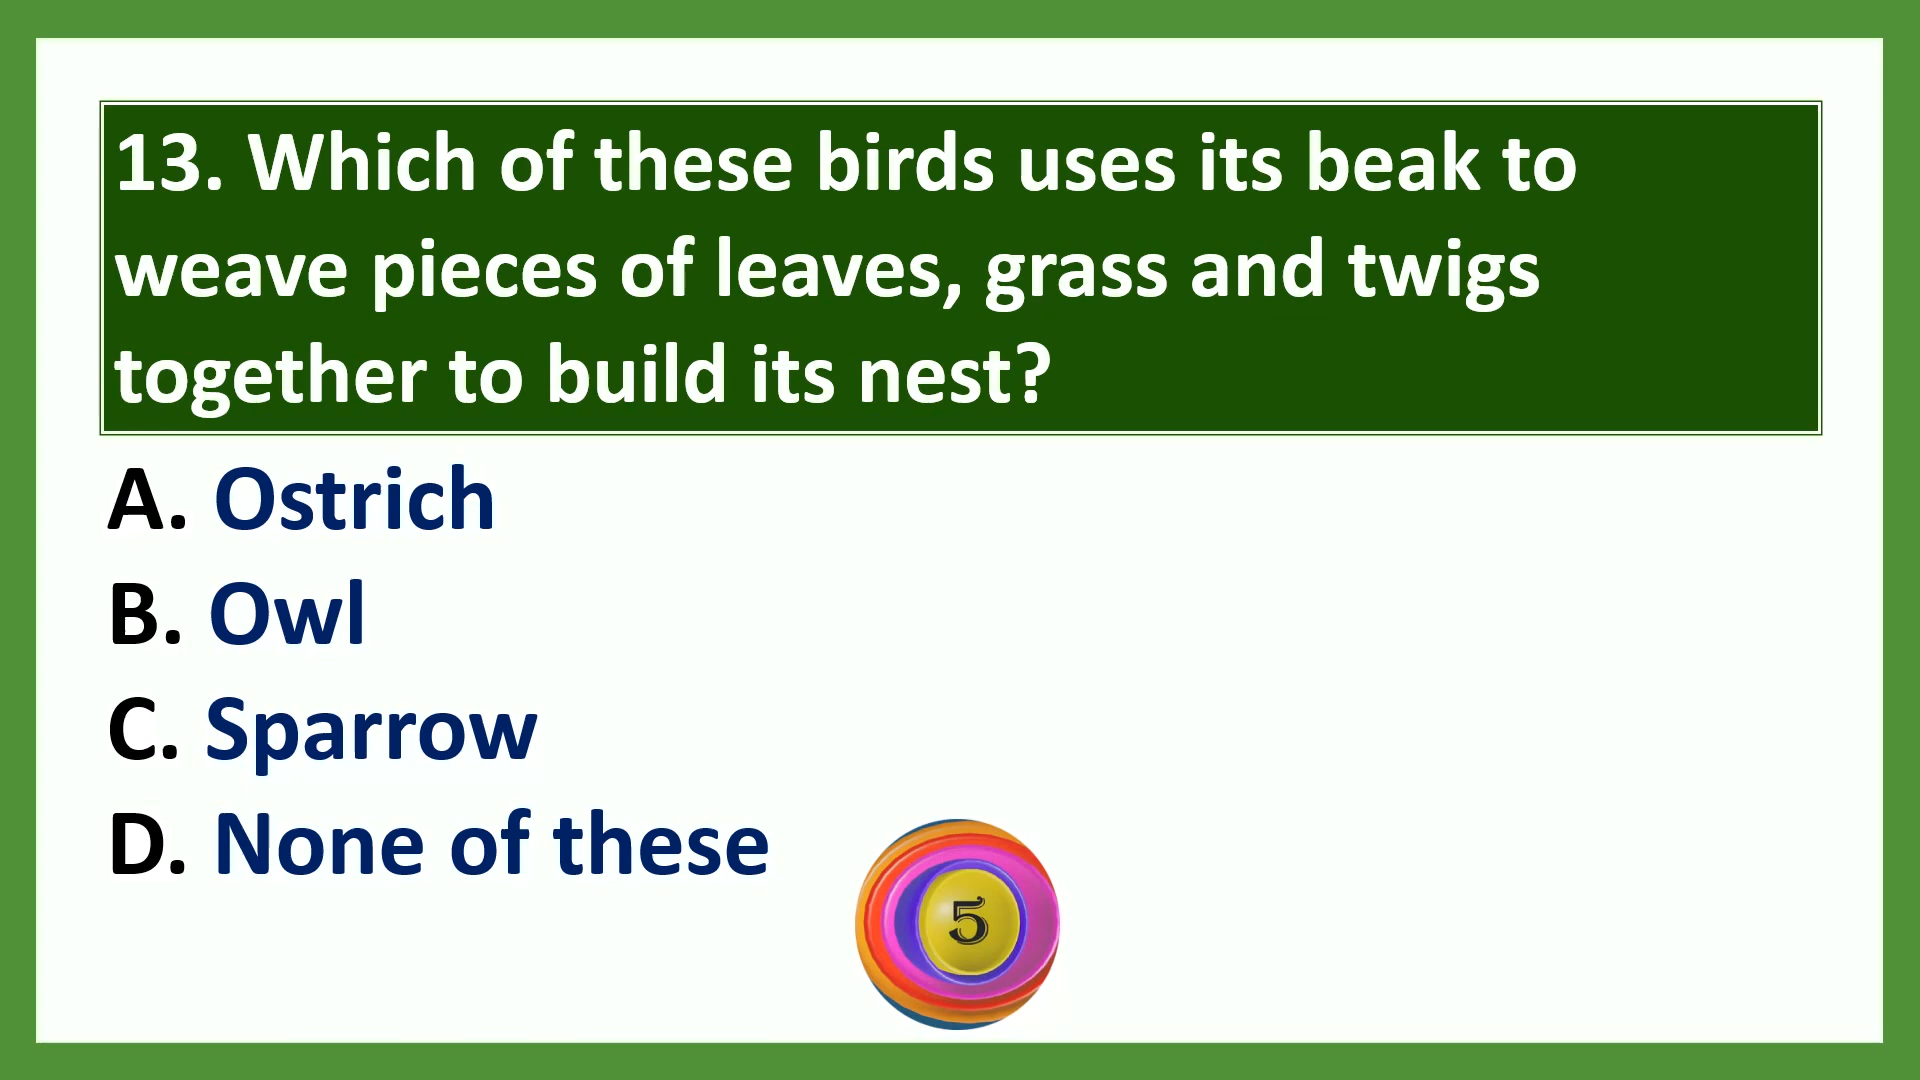 13. Which of these birds uses its beak to
weave pieces of leaves, grass and twigs
together to build its nest?
A. Ostrich
B. Owl
C. Sparrow
D. None of these
5